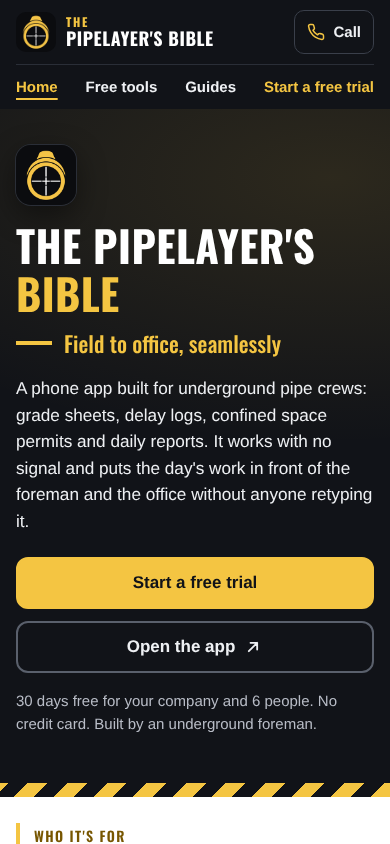 THE
PIPELAYER'S BIBLE
Call
Home Free tools Guides Start a free trial
THE PIPELAYER'S
BIBLE
Field to office, seamlessly
A phone app built for underground pipe crews:
grade sheets, delay logs, confined space
permits and daily reports. It works with no
signal and puts the day's work in front of the
foreman and the office without anyone retyping
it.
Start a free trial
Open the app
30 days free for your company and 6 people. No
credit card. Built by an underground foreman.
WHO IT'S FOR